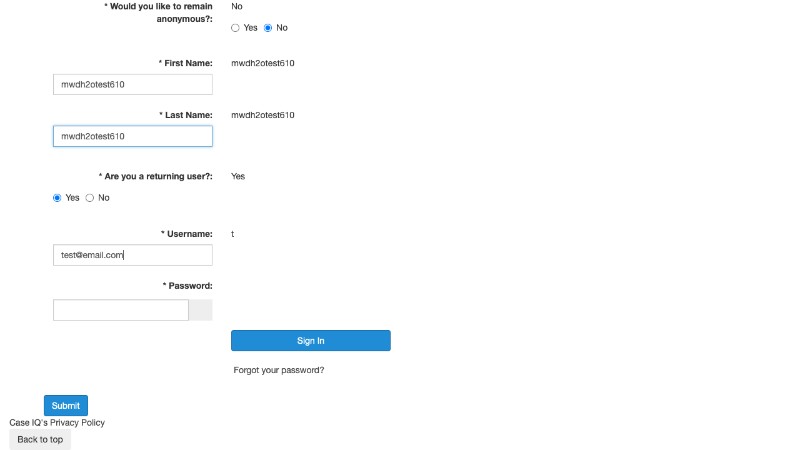 * Would you like to remain anonymous?: No
Yes No
* First Name: mwdh2otest610
mwdh2otest610
* Last Name: mwdh2otest610
mwdh2otest610
* Are you a returning user?: Yes
Yes No
* Username: t
test@email.com
* Password:
Sign In
Forgot your password?
Submit
Case IQ's Privacy Policy
Back to top